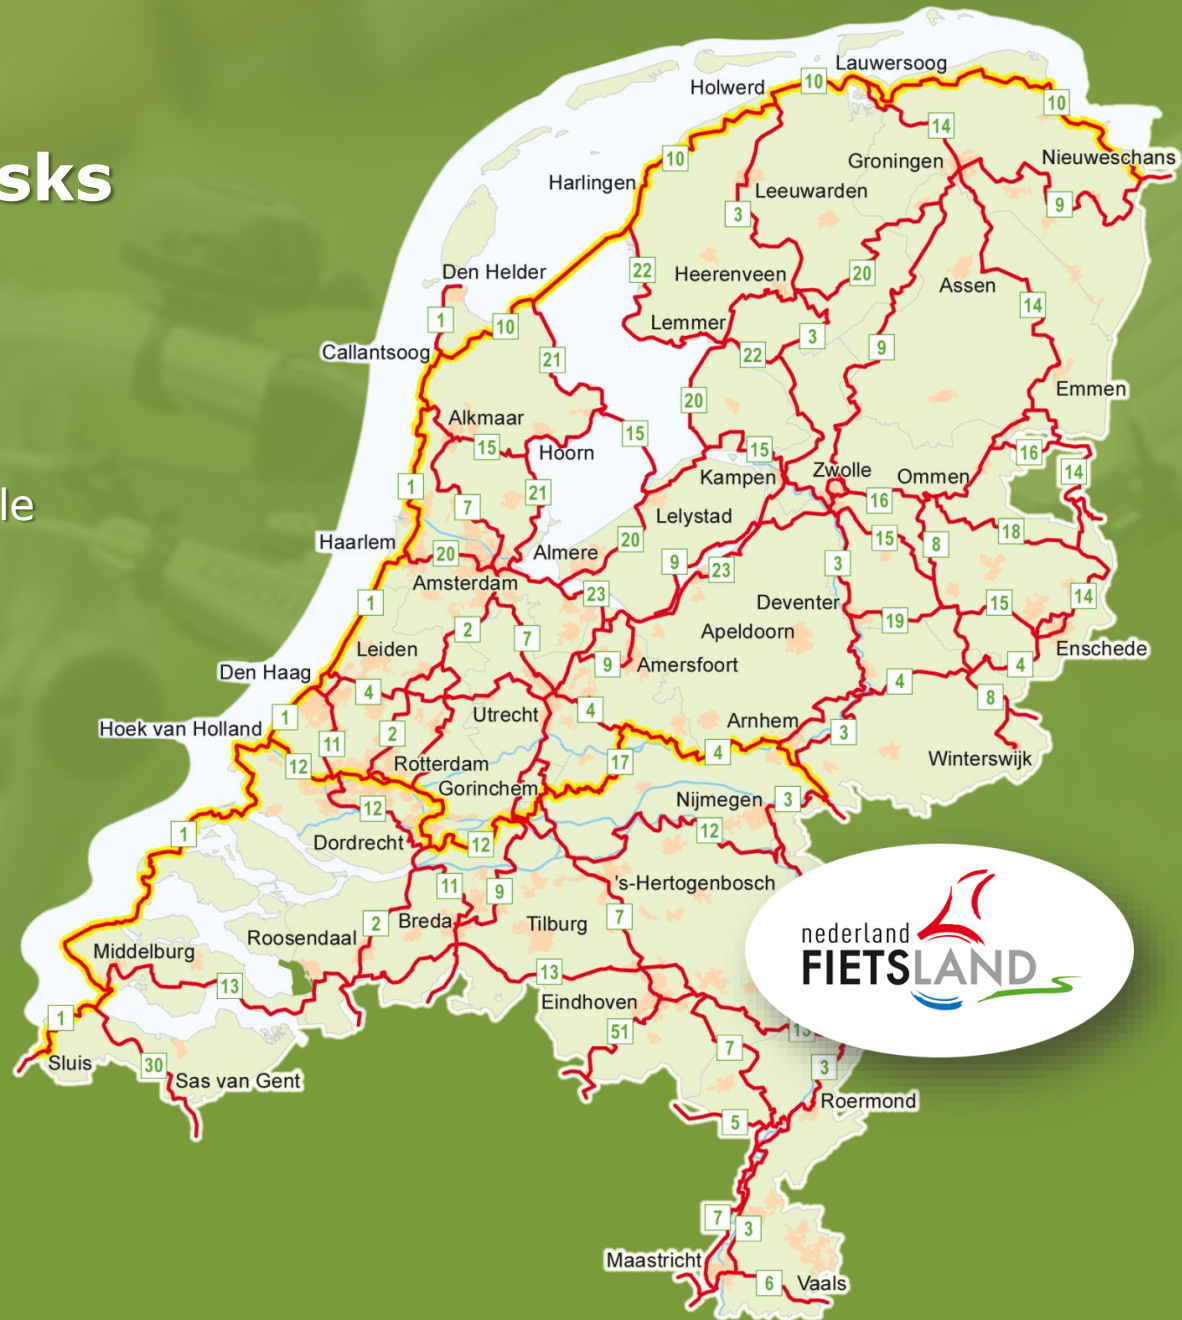 sks
le
Lauwersoog
10
Holwerd
10
14
10
Groningen
Nieuweschans
Harlingen
Leeuwarden
3
9
22
Heerenveen
20
Den Helder
Assen
1
10
Lemmer
14
3
Callantsoog
21
22
9
Emmen
20
Alkmaar
15
15
Hoorn
15
16
Kampen
Zwolle
Ommen
14
1
21
16
7
Lelystad
18
Haarlem
20
Almere
20
15
8
9
23
3
Amsterdam
23
14
1
Deventer
15
2
7
Apeldoorn
19
Leiden
9
Amersfoort
Enschede
4
Den Haag
4
4
8
1
Utrecht
4
Arnhem
Hoek van Holland
11
2
3
4
12
Rotterdam
17
Winterswijk
Gorinchem
12
Nijmegen
3
1
12
Dordrecht
12
11
's-Hertogenbosch
9
2
Breda
Tilburg
7
Roosendaal
Middelburg
nederland
FIETSLAND
13
13
Eindhoven
1
51
13
7
Sluis
30
3
Sas van Gent
Roermond
5
7
3
Maastricht
6
Vaals